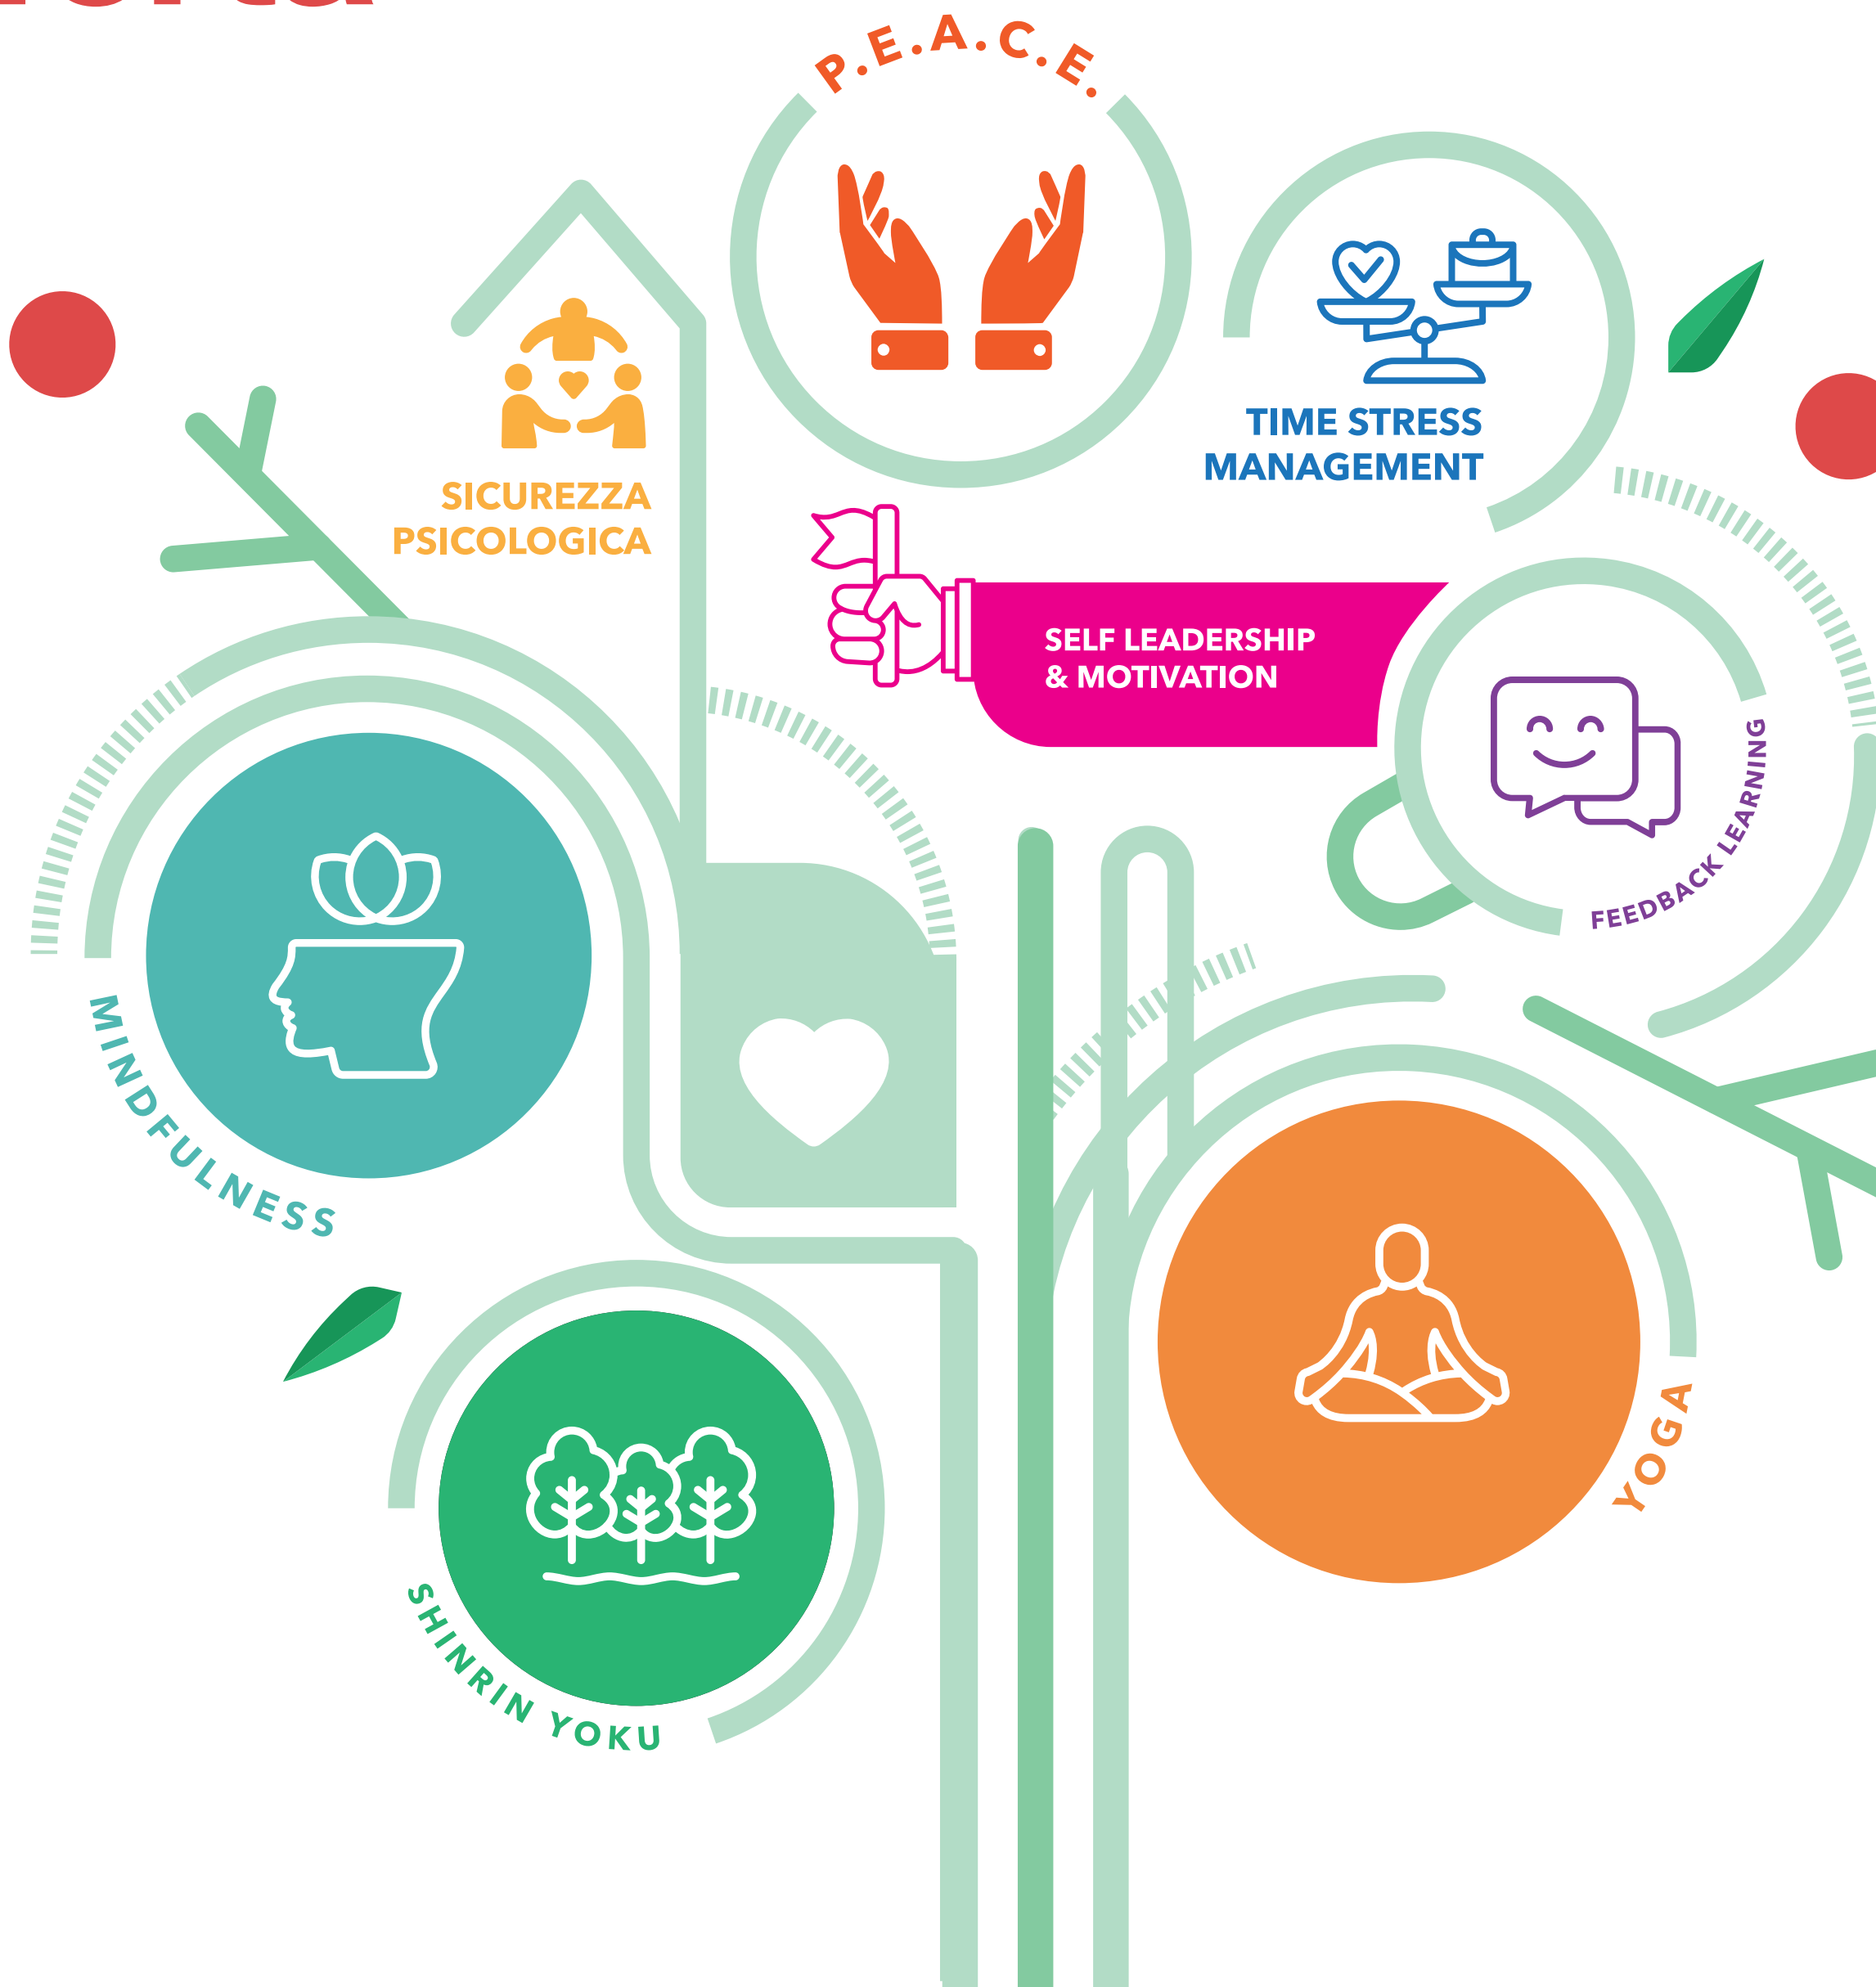 P.E.A.C.E.
TIME STRESS
MANAGEMENT
SICUREZZA
PSICOLOGICA
SELF LEADERSHIP
& MOTIVATION
FEEDBACK LEARNING
MINDFULNESS
YOGA
SHINRIN YOKU